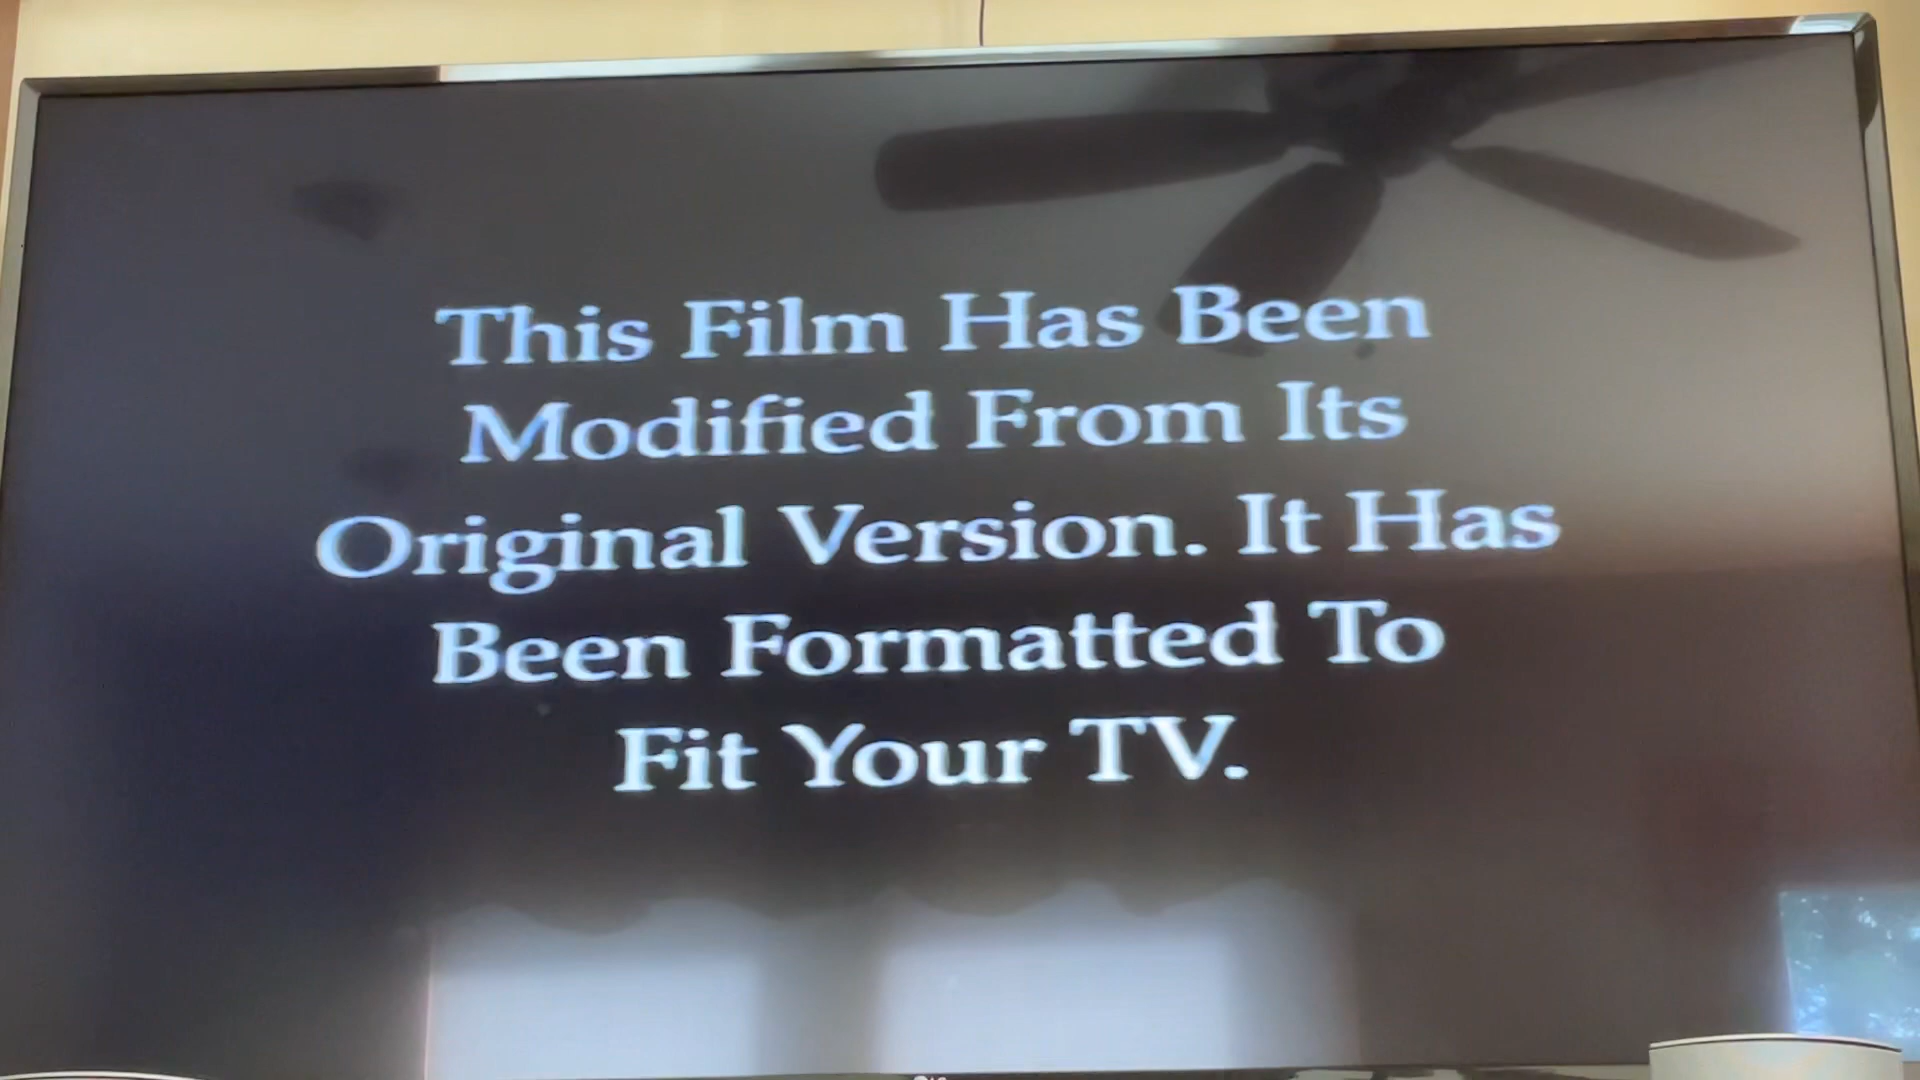 This Film Has Been
Modified From Its
Original Version. It Has
Been Formatted To
Fit Your TV.